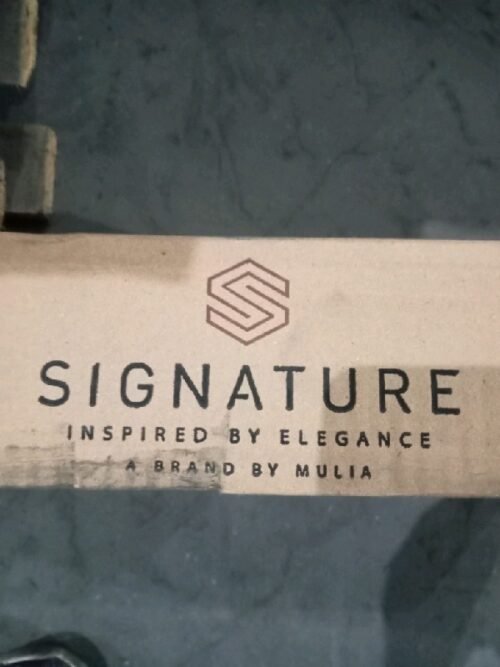 SIGNATURE
INSPIRED BY ELEGANCE
A BRAND BY MULIA